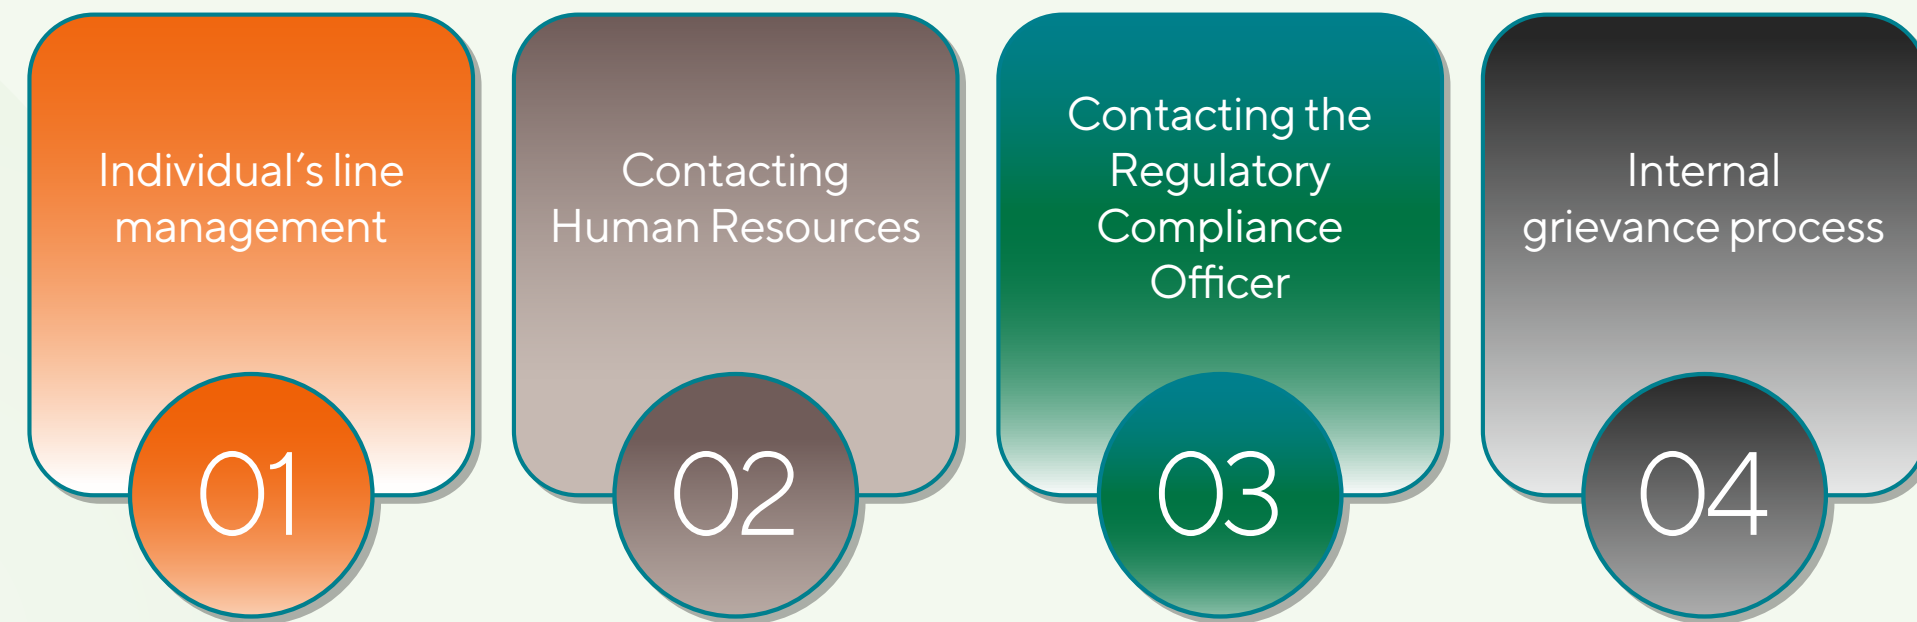 Individual's line
management
01
Contacting
Human Resources
02
Contacting the
Regulatory
Compliance
Officer
03
Internal
grievance process
04